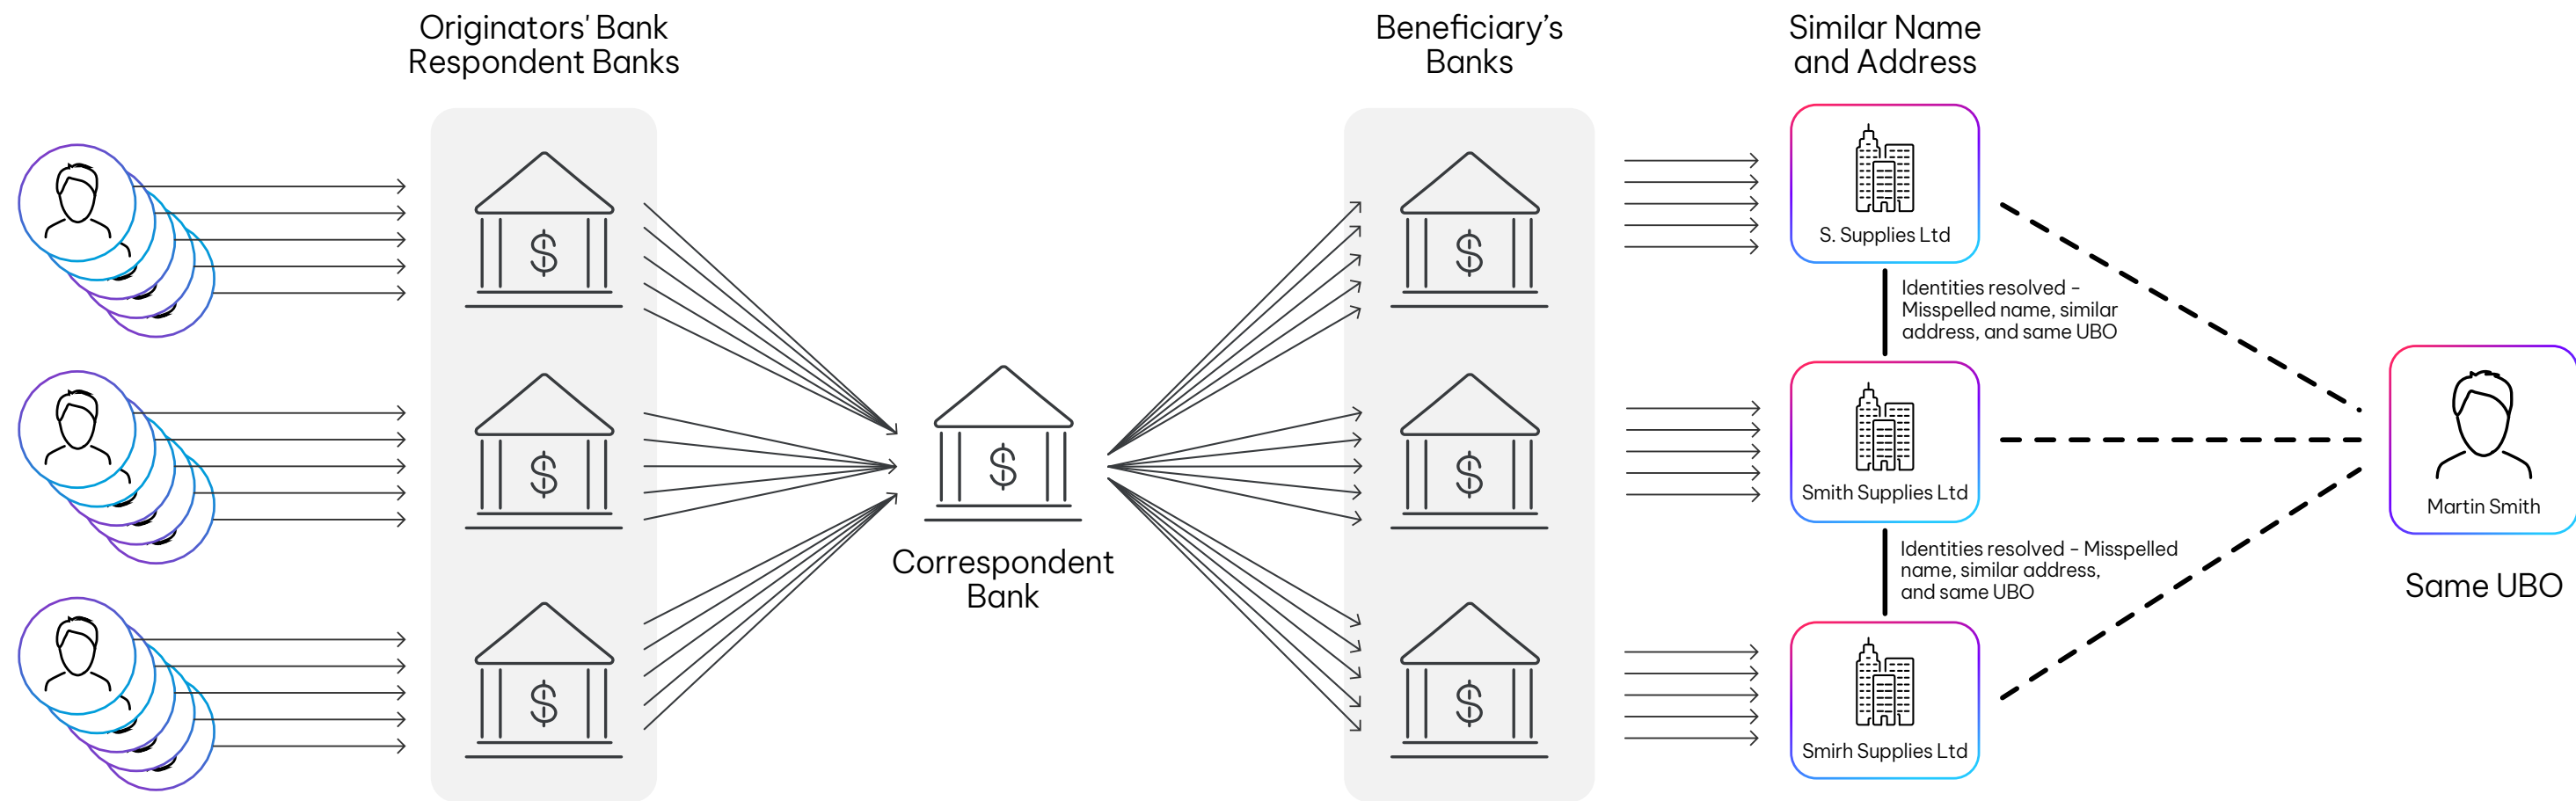 Originators' Bank
Respondent Banks
Beneficiary’s
Banks
Similar Name
and Address
S. Supplies Ltd
Identities resolved –
Misspelled name, similar
address, and same UBO
Correspondent
Bank
Smith Supplies Ltd
Martin Smith
Same UBO
Identities resolved – Misspelled
name, similar address,
and same UBO
Smirh Supplies Ltd